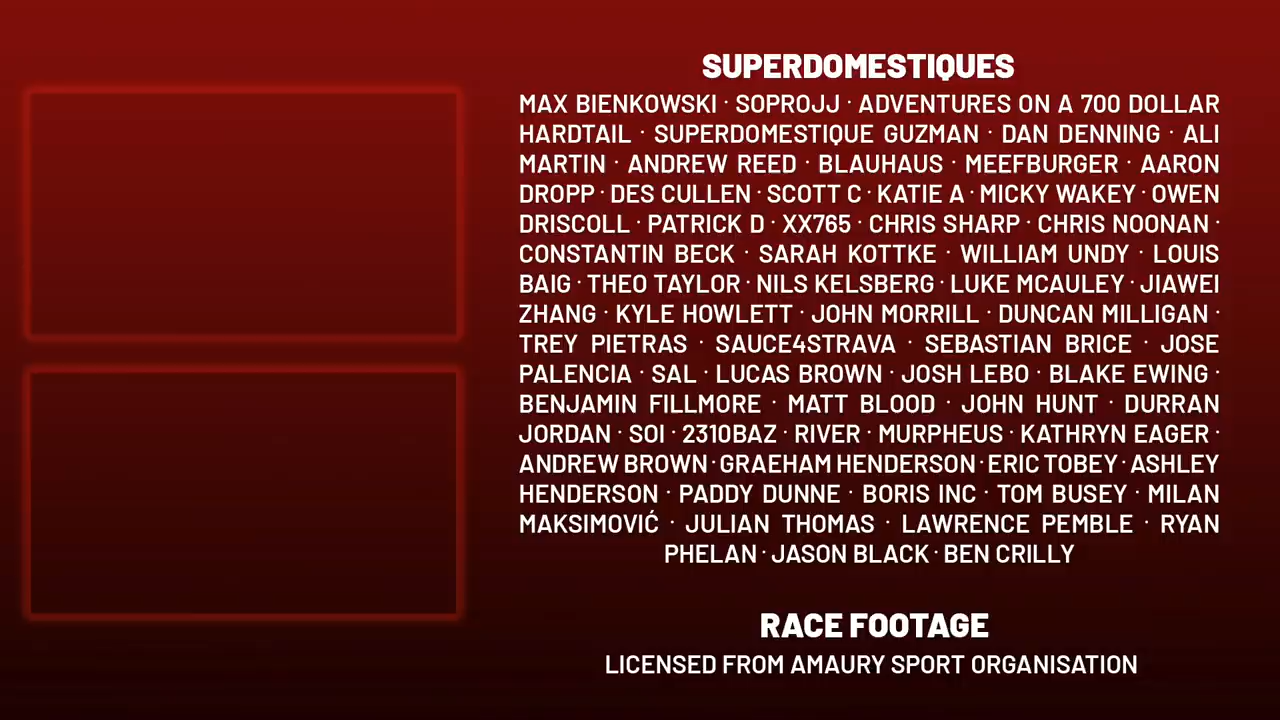 SUPERDOMESTIQUES
MAX BIENKOWSKI · SOPROJJ · ADVENTURES ON A 700 DOLLAR
HARDTAIL · SUPERDOMESTIQUE GUZMAN · DAN DENNING · ALI
MARTIN · ANDREW REED · BLAUHAUS · MEEFBURGER · AARON
DROPP · DES CULLEN · SCOTT C · KATIE A · MICKY WAKEY · OWEN
DRISCOLL · PATRICK D · XX765 · CHRIS SHARP · CHRIS NOONAN ·
CONSTANTIN BECK · SARAH KOTTKE · WILLIAM UNDY · LOUIS
BAIG · THEO TAYLOR · NILS KELSBERG · LUKE MCAULEY · JIAWEI
ZHANG · KYLE HOWLETT · JOHN MORRILL · DUNCAN MILLIGAN ·
TREY PIETRAS · SAUCE4STRAVA · SEBASTIAN BRICE · JOSE
PALENCIA · SAL · LUCAS BROWN · JOSH LEBO · BLAKE EWING ·
BENJAMIN FILLMORE · MATT BLOOD · JOHN HUNT · DURRAN
JORDAN · SOI · 2310BAZ · RIVER · MURPHEUS · KATHRYN EAGER ·
ANDREW BROWN · GRAEHAM HENDERSON · ERIC TOBEY · ASHLEY
HENDERSON · PADDY DUNNE · BORIS INC · TOM BUSEY · MILAN
MAKSIMOVIĆ · JULIAN THOMAS · LAWRENCE PEMBLE · RYAN
PHELAN · JASON BLACK · BEN CRILLY
RACE FOOTAGE
LICENSED FROM AMAURY SPORT ORGANISATION